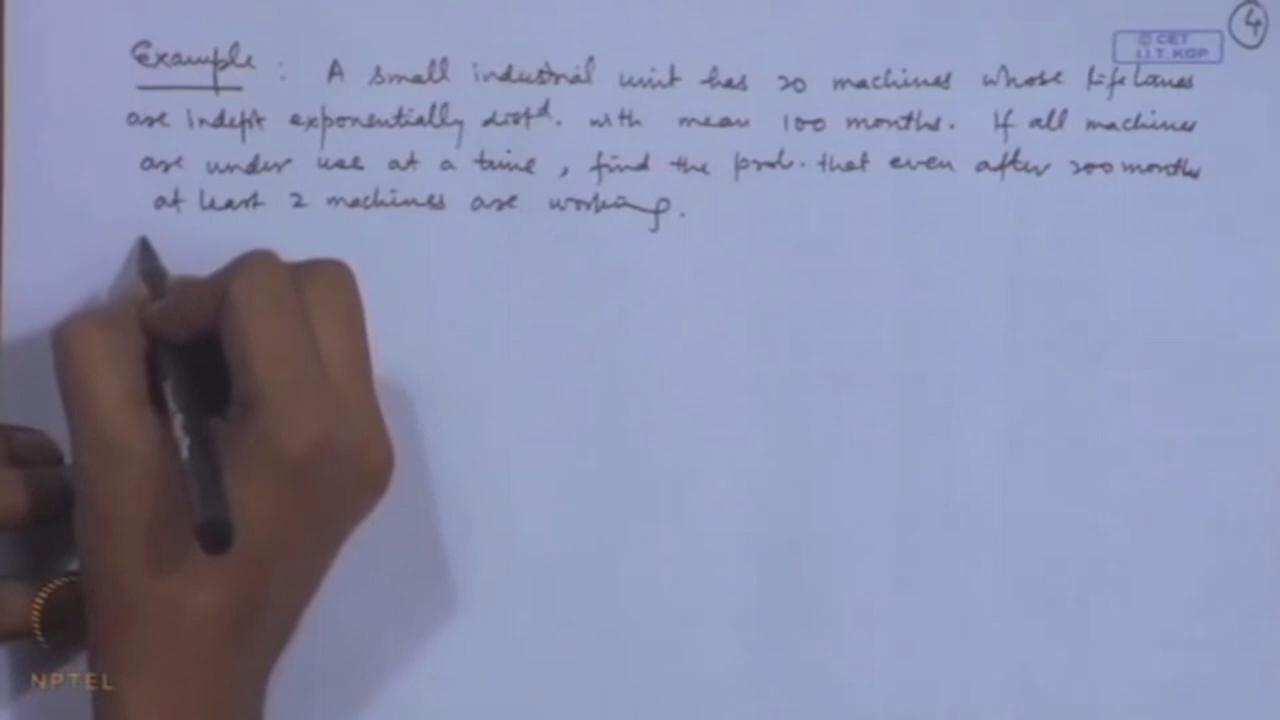 4
© CET
I.I.T. KGP
Example : A small industrial unit has 20 machines whose lifetimes
are indept exponentially distd. with mean 100 months. If all machines
are under use at a time, find the prob. that even after 200 months
at least 2 machines are working.
NPTEL